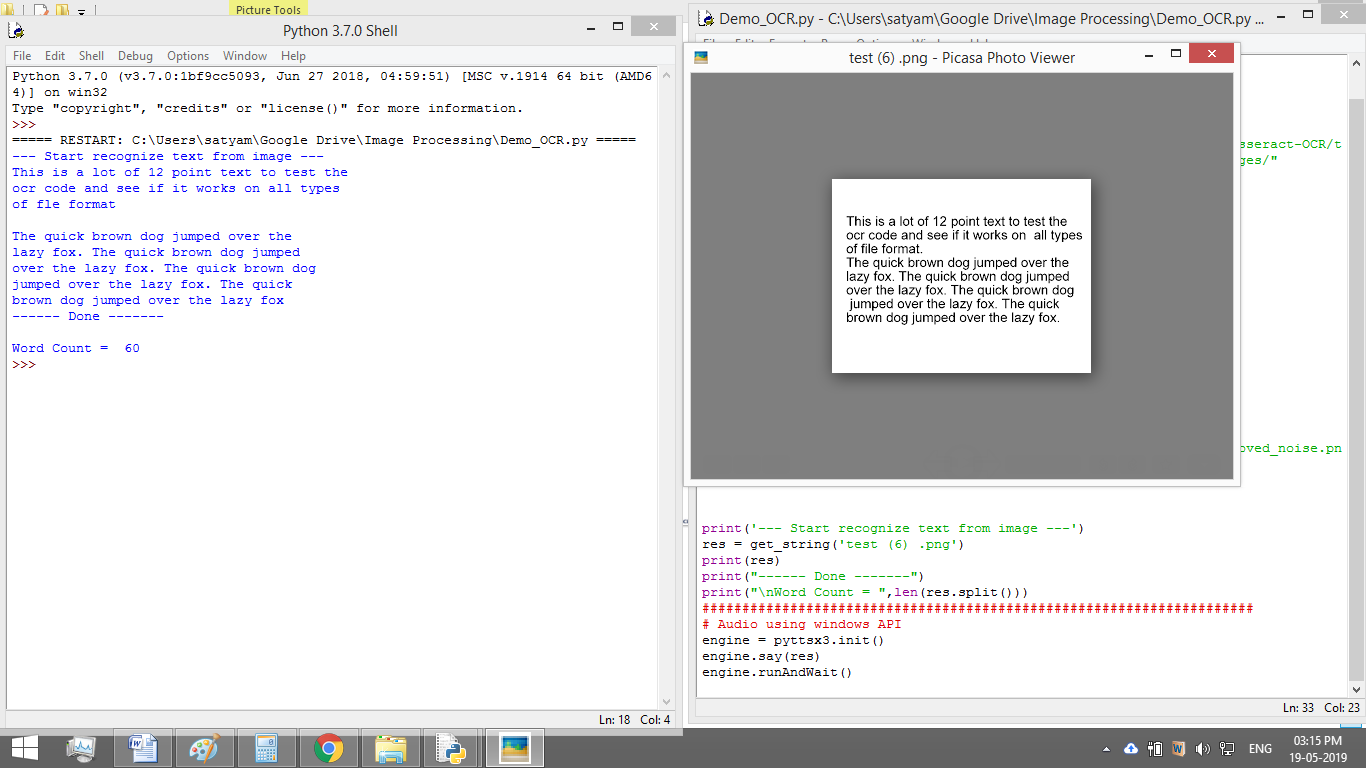 Picture Tools
Python 3.7.0 Shell
File Edit Shell Debug Options Window Help
Python 3.7.0 (v3.7.0:1bf9cc5093, Jun 27 2018, 04:59:51) [MSC v.1914 64 bit (AMD6
4)] on win32
Type "copyright", "credits" or "license()" for more information.
>>>
===== RESTART: C:\Users\satyam\Google Drive\Image Processing\Demo_OCR.py =====
--- Start recognize text from image ---
This is a lot of 12 point text to test the
ocr code and see if it works on all types
of fle format

The quick brown dog jumped over the
lazy fox. The quick brown dog jumped
over the lazy fox. The quick brown dog
jumped over the lazy fox. The quick
brown dog jumped over the lazy fox
------ Done -------

Word Count =  60
>>>
Ln: 18 Col: 4
Demo_OCR.py - C:\Users\satyam\Google Drive\Image Processing\Demo_OCR.py ...
test (6) .png - Picasa Photo Viewer
This is a lot of 12 point text to test the
ocr code and see if it works on  all types
of file format.
The quick brown dog jumped over the
lazy fox. The quick brown dog jumped
over the lazy fox. The quick brown dog
jumped over the lazy fox. The quick
brown dog jumped over the lazy fox.
sseract-OCR/t
ges/"
oved_noise.pn
print('--- Start recognize text from image ---')
res = get_string('test (6) .png')
print(res)
print("------ Done -------")
print("\nWord Count = ",len(res.split()))
#####################################################################
# Audio using windows API
engine = pyttsx3.init()
engine.say(res)
engine.runAndWait()
Ln: 33 Col: 23
ENG
03:15 PM
19-05-2019